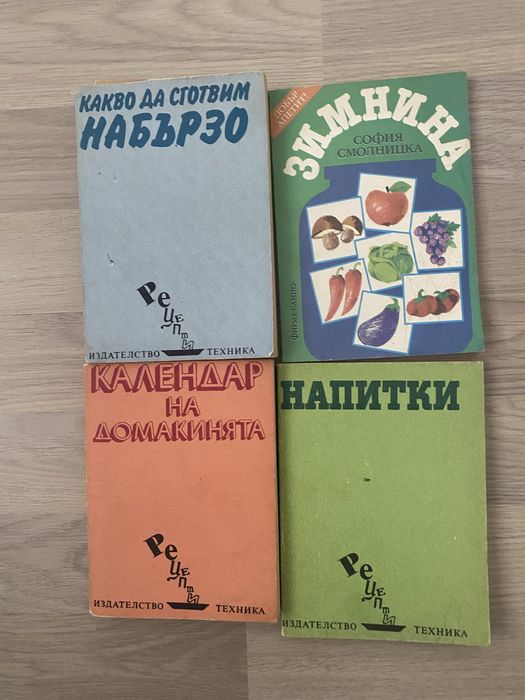 КАКВО ДА СГОТВИМ
НАБЪРЗО
Рецепти
ИЗДАТЕЛСТВО ТЕХНИКА
ДОБЪР
АПЕТИТ!
ЗИМНИНА
СОФИЯ
СМОЛНИЦКА
ФИРМА САМПО
КАЛЕНДАР
НА
ДОМАКИНЯТА
Рецепти
ИЗДАТЕЛСТВО ТЕХНИКА
НАПИТКИ
Рецепти
ИЗДАТЕЛСТВО ТЕХНИКА